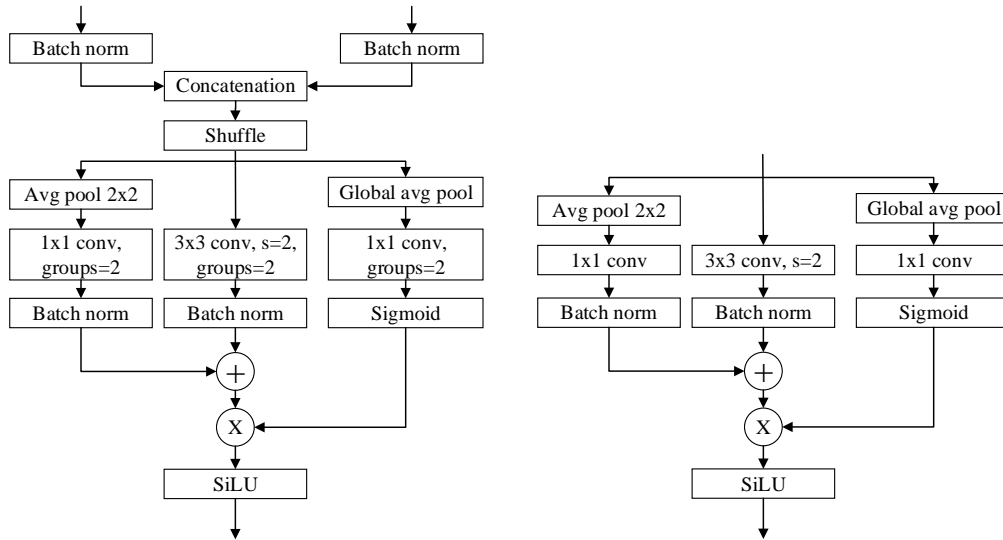 Batch norm
Batch norm
Concatenation
Shuffle
Avg pool 2x2
Global avg pool
1x1 conv,
groups=2
3x3 conv, s=2,
groups=2
1x1 conv,
groups=2
Batch norm
Batch norm
Sigmoid
+
X
SiLU
Avg pool 2x2
Global avg pool
1x1 conv
3x3 conv, s=2
1x1 conv
Batch norm
Batch norm
Sigmoid
+
X
SiLU